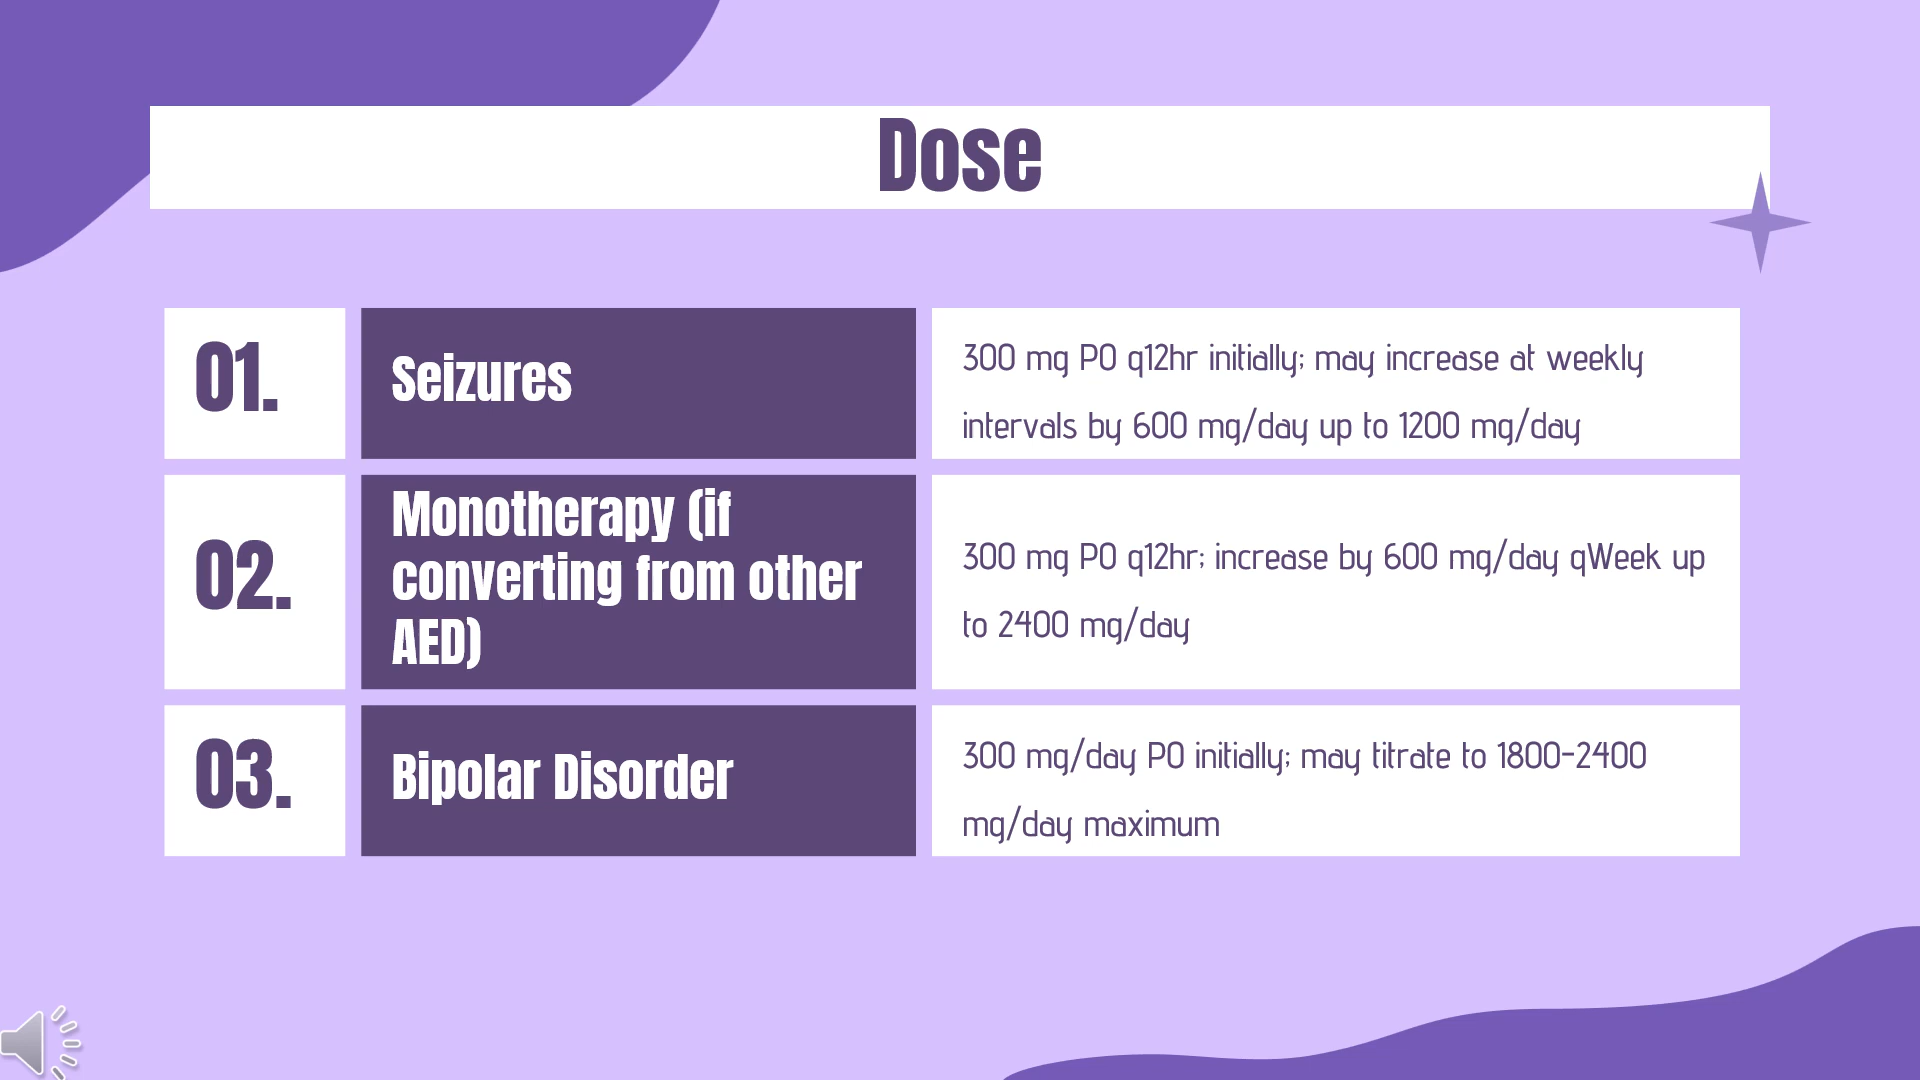 Dose
01.
Seizures
300 mg PO q12hr initially; may increase at weekly
intervals by 600 mg/day up to 1200 mg/day
02.
Monotherapy (if
converting from other
AED)
300 mg PO q12hr; increase by 600 mg/day qWeek up
to 2400 mg/day
03.
Bipolar Disorder
300 mg/day PO initially; may titrate to 1800-2400
mg/day maximum